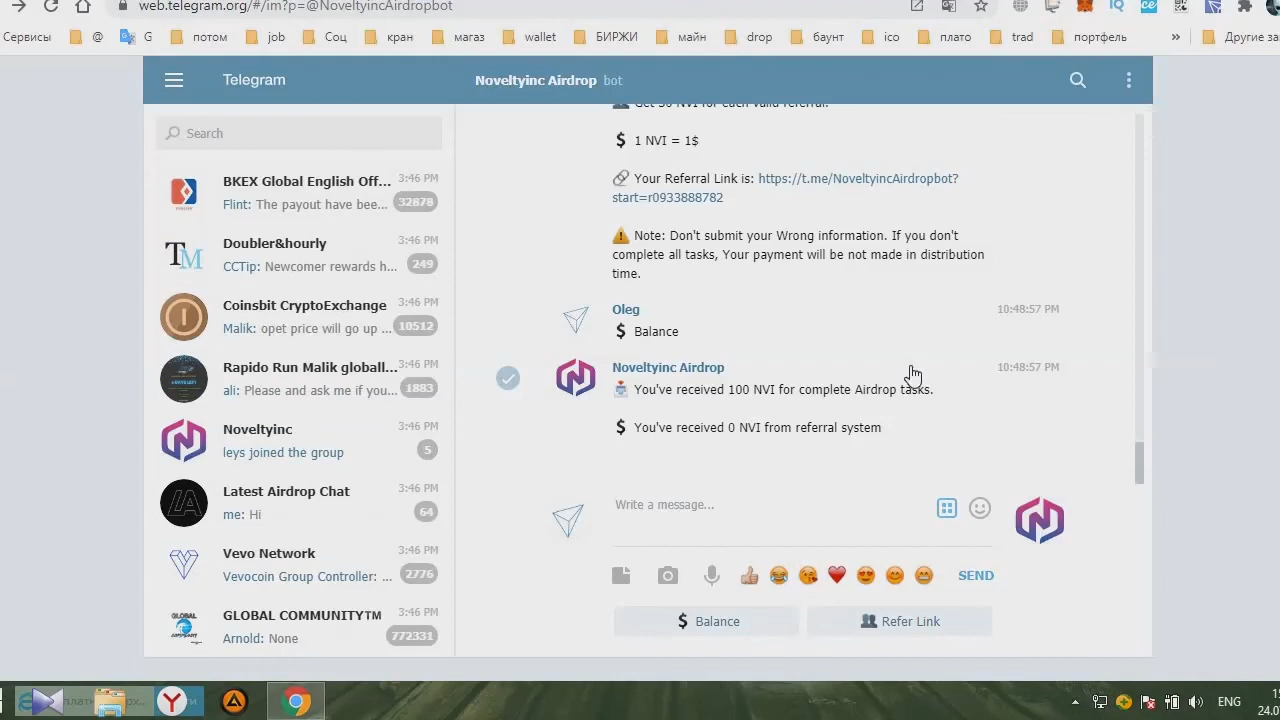 web.telegram.org/#/im?p=@NoveltyincAirdropbot
Сервисы @ G потом job Соц кран магаз wallet БИРЖИ майн drop баунт ico плато trad портфель » Другие за
Telegram
Noveltyinc Airdrop bot
Search
BKEX Global English Off... 3:46 PM
Flint: The payout have bee... 32878
Doubler&hourly 3:46 PM
CCTip: Newcomer rewards h... 249
Coinsbit CryptoExchange 3:46 PM
Malik: opet price will go up ... 10512
Rapido Run Malik globall... 3:46 PM
ali: Please and ask me if you... 1883
Noveltyinc 3:46 PM
leys joined the group 5
Latest Airdrop Chat 3:46 PM
me: Hi 64
Vevo Network 3:46 PM
Vevocoin Group Controller: ... 2776
GLOBAL COMMUNITY™ 3:46 PM
Arnold: None 772331
Get 50 NVI for each valid referral.
$ 1 NVI = 1$
Your Referral Link is: https://t.me/NoveltyincAirdropbot?
start=r0933888782
Note: Don't submit your Wrong information. If you don't
complete all tasks, Your payment will be not made in distribution
time.
Oleg 10:48:57 PM
$ Balance
Noveltyinc Airdrop 10:48:57 PM
You've received 100 NVI for complete Airdrop tasks.
$ You've received 0 NVI from referral system
Write a message...
SEND
$ Balance
Refer Link
ENG